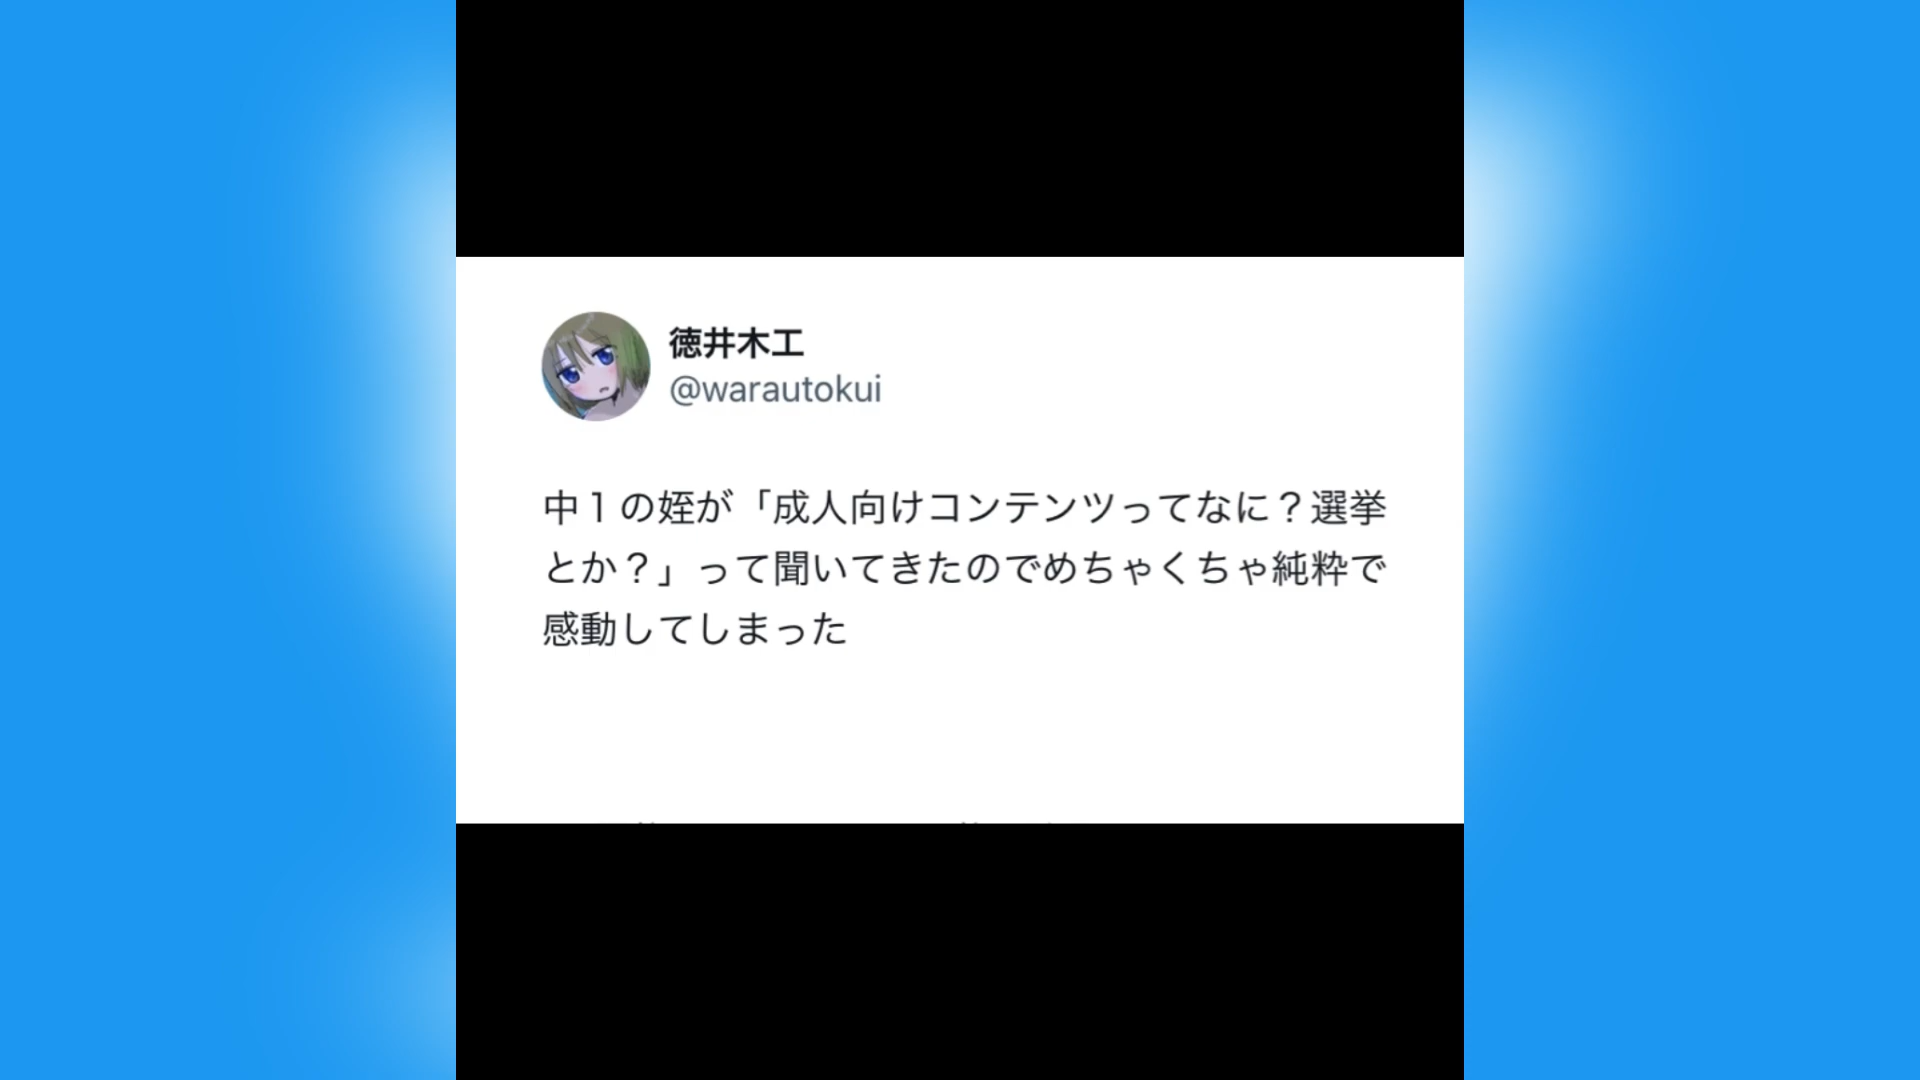 徳井木工
@warautokui
中１の姪が「成人向けコンテンツってなに？選挙
とか？」って聞いてきたのでめちゃくちゃ純粋で
感動してしまった